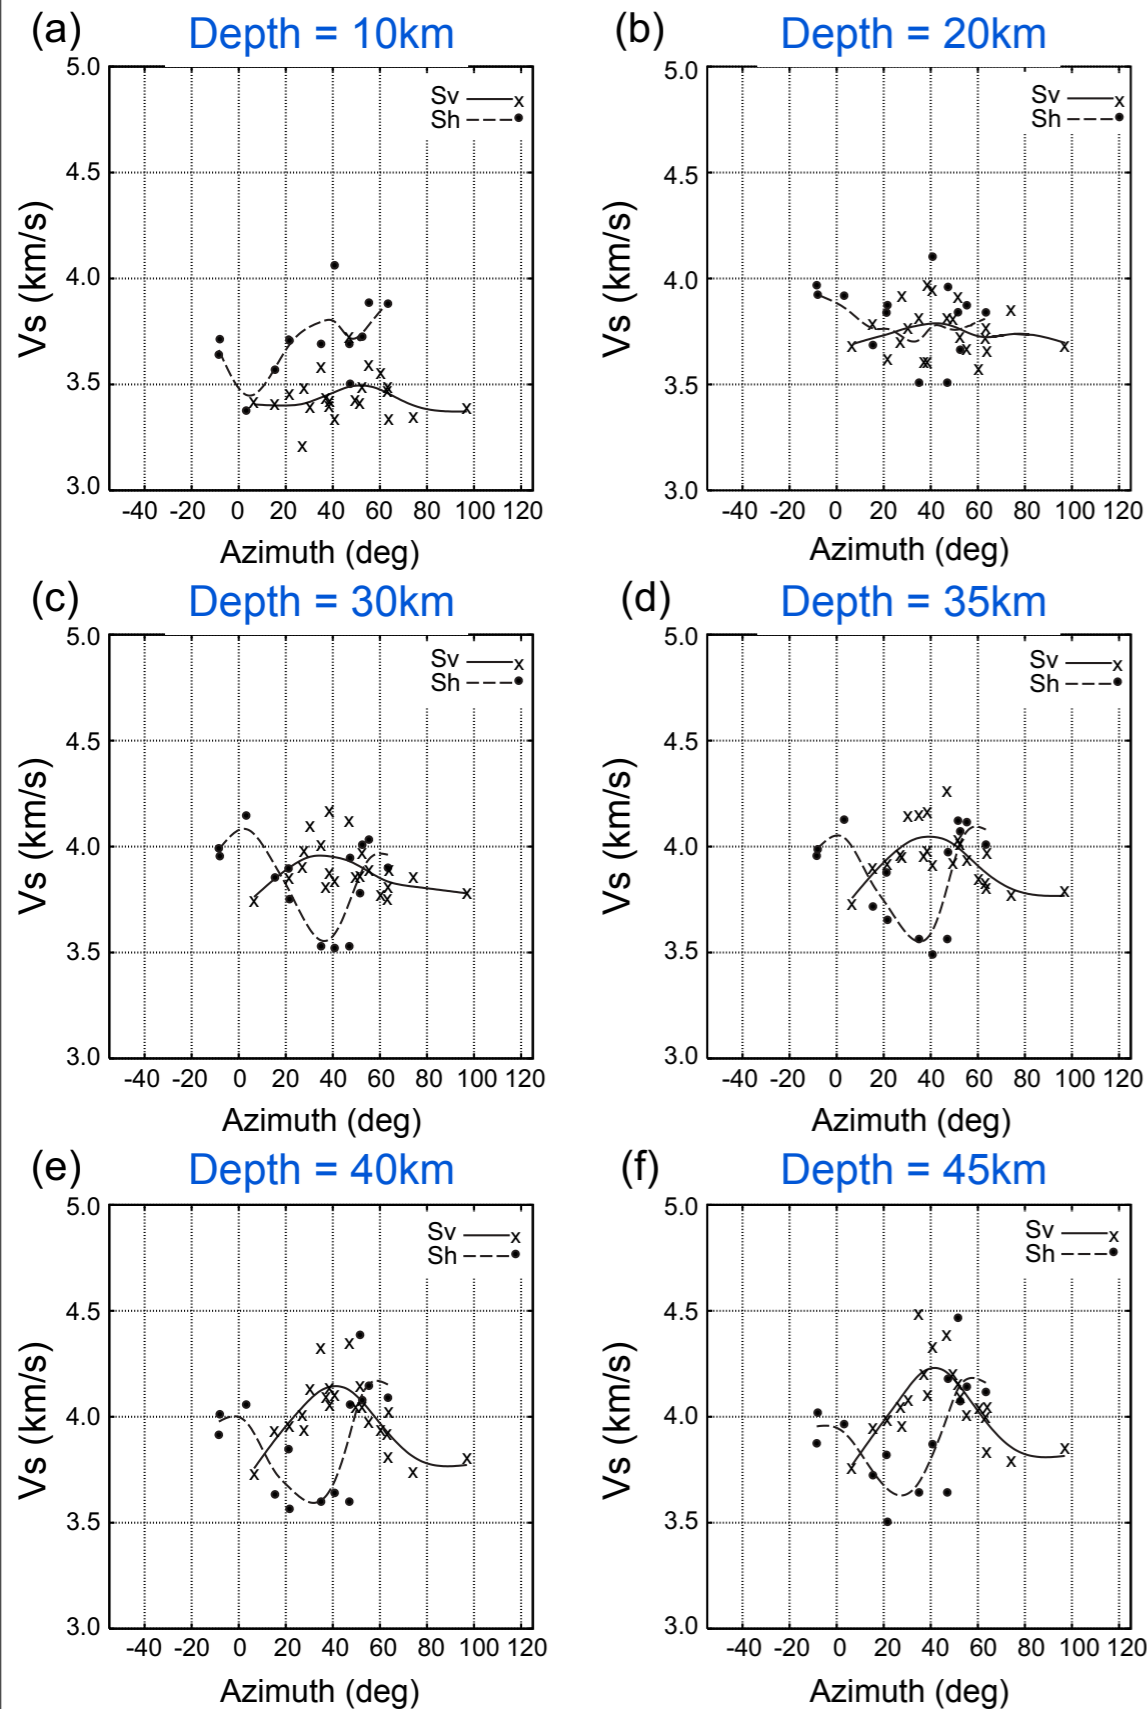 (a) Depth = 10km
5.0
4.5
4.0
3.5
3.0
Vs (km/s)
Sv x
Sh
-40 -20 0 20 40 60 80 100 120
Azimuth (deg)
(b) Depth = 20km
5.0
4.5
4.0
3.5
3.0
Vs (km/s)
Sv x
Sh
-40 -20 0 20 40 60 80 100 120
Azimuth (deg)
(c) Depth = 30km
5.0
4.5
4.0
3.5
3.0
Vs (km/s)
Sv x
Sh
-40 -20 0 20 40 60 80 100 120
Azimuth (deg)
(d) Depth = 35km
5.0
4.5
4.0
3.5
3.0
Vs (km/s)
Sv x
Sh
-40 -20 0 20 40 60 80 100 120
Azimuth (deg)
(e) Depth = 40km
5.0
4.5
4.0
3.5
3.0
Vs (km/s)
Sv x
Sh
-40 -20 0 20 40 60 80 100 120
Azimuth (deg)
(f) Depth = 45km
5.0
4.5
4.0
3.5
3.0
Vs (km/s)
Sv x
Sh
-40 -20 0 20 40 60 80 100 120
Azimuth (deg)